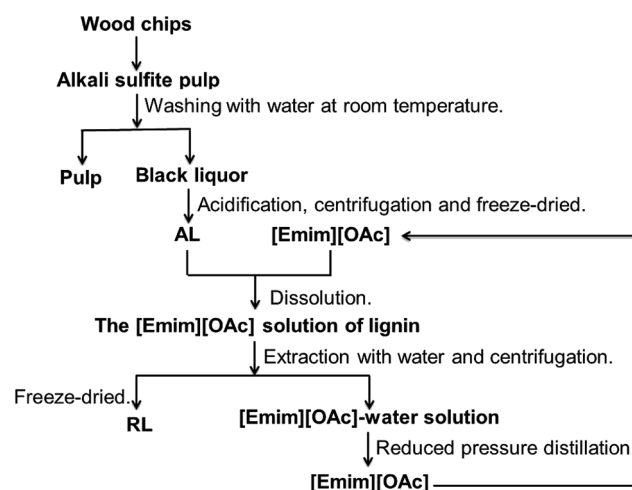 Wood chips
Alkali sulfite pulp
Washing with water at room temperature.
Pulp
Black liquor
Acidification, centrifugation and freeze-dried.
AL
[Emim][OAc]
Dissolution.
The [Emim][OAc] solution of lignin
Extraction with water and centrifugation.
Freeze-dried.
RL
[Emim][OAc]-water solution
Reduced pressure distillation
[Emim][OAc]